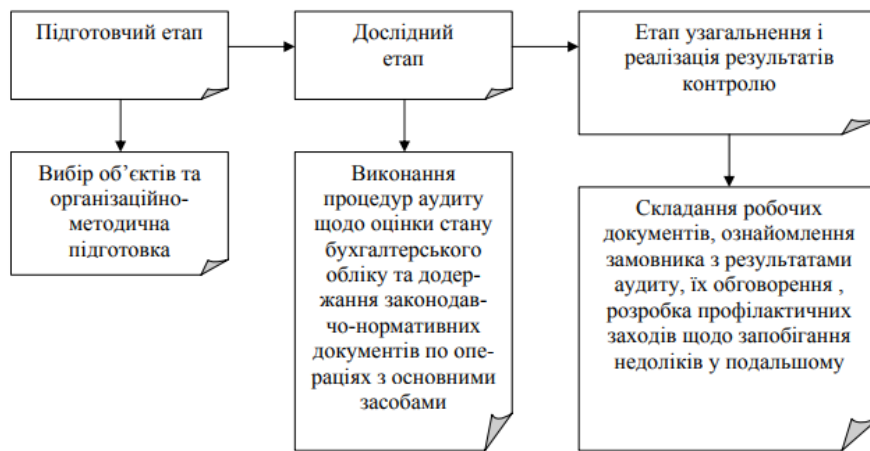 Підготовчий етап
Дослідний
етап
Етап узагальнення і
реалізація результатів
контролю
Вибір об’єктів та
організаційно-
методична
підготовка
Виконання
процедур аудиту
щодо оцінки стану
бухгалтерського
обліку та додер-
жання законодав-
чо-нормативних
документів по опе-
раціях з основними
засобами
Складання робочих
документів, ознайомлення
замовника з результатами
аудиту, їх обговорення ,
розробка профілактичних
заходів щодо запобігання
недоліків у подальшому